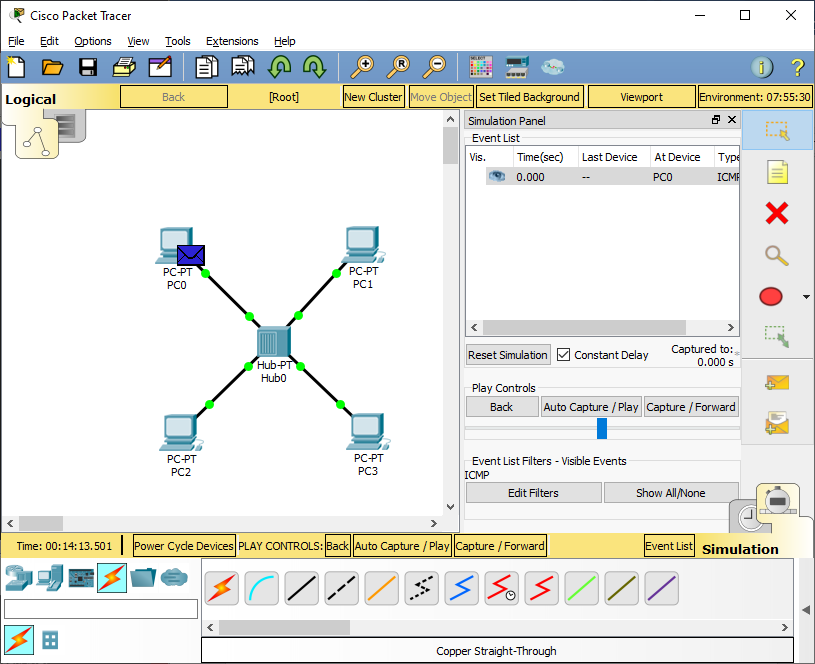 Cisco Packet Tracer
File Edit Options View Tools Extensions Help
R
i ?
Logical Back [Root] New Cluster Move Object Set Tiled Background Viewport Environment: 07:55:30
Simulation Panel
Event List
Vis. Time(sec) Last Device At Device Type
0.000 -- PC0 ICMP
PC-PT
PC0
PC-PT
PC1
Hub-PT
Hub0
PC-PT
PC2
PC-PT
PC3
Reset Simulation Constant Delay Captured to: *
0.000 s
Play Controls
Back Auto Capture / Play Capture / Forward
Event List Filters - Visible Events
ICMP
Edit Filters Show All/None
Time: 00:14:13.501 Power Cycle Devices PLAY CONTROLS: Back Auto Capture / Play Capture / Forward Event List Simulation
Copper Straight-Through